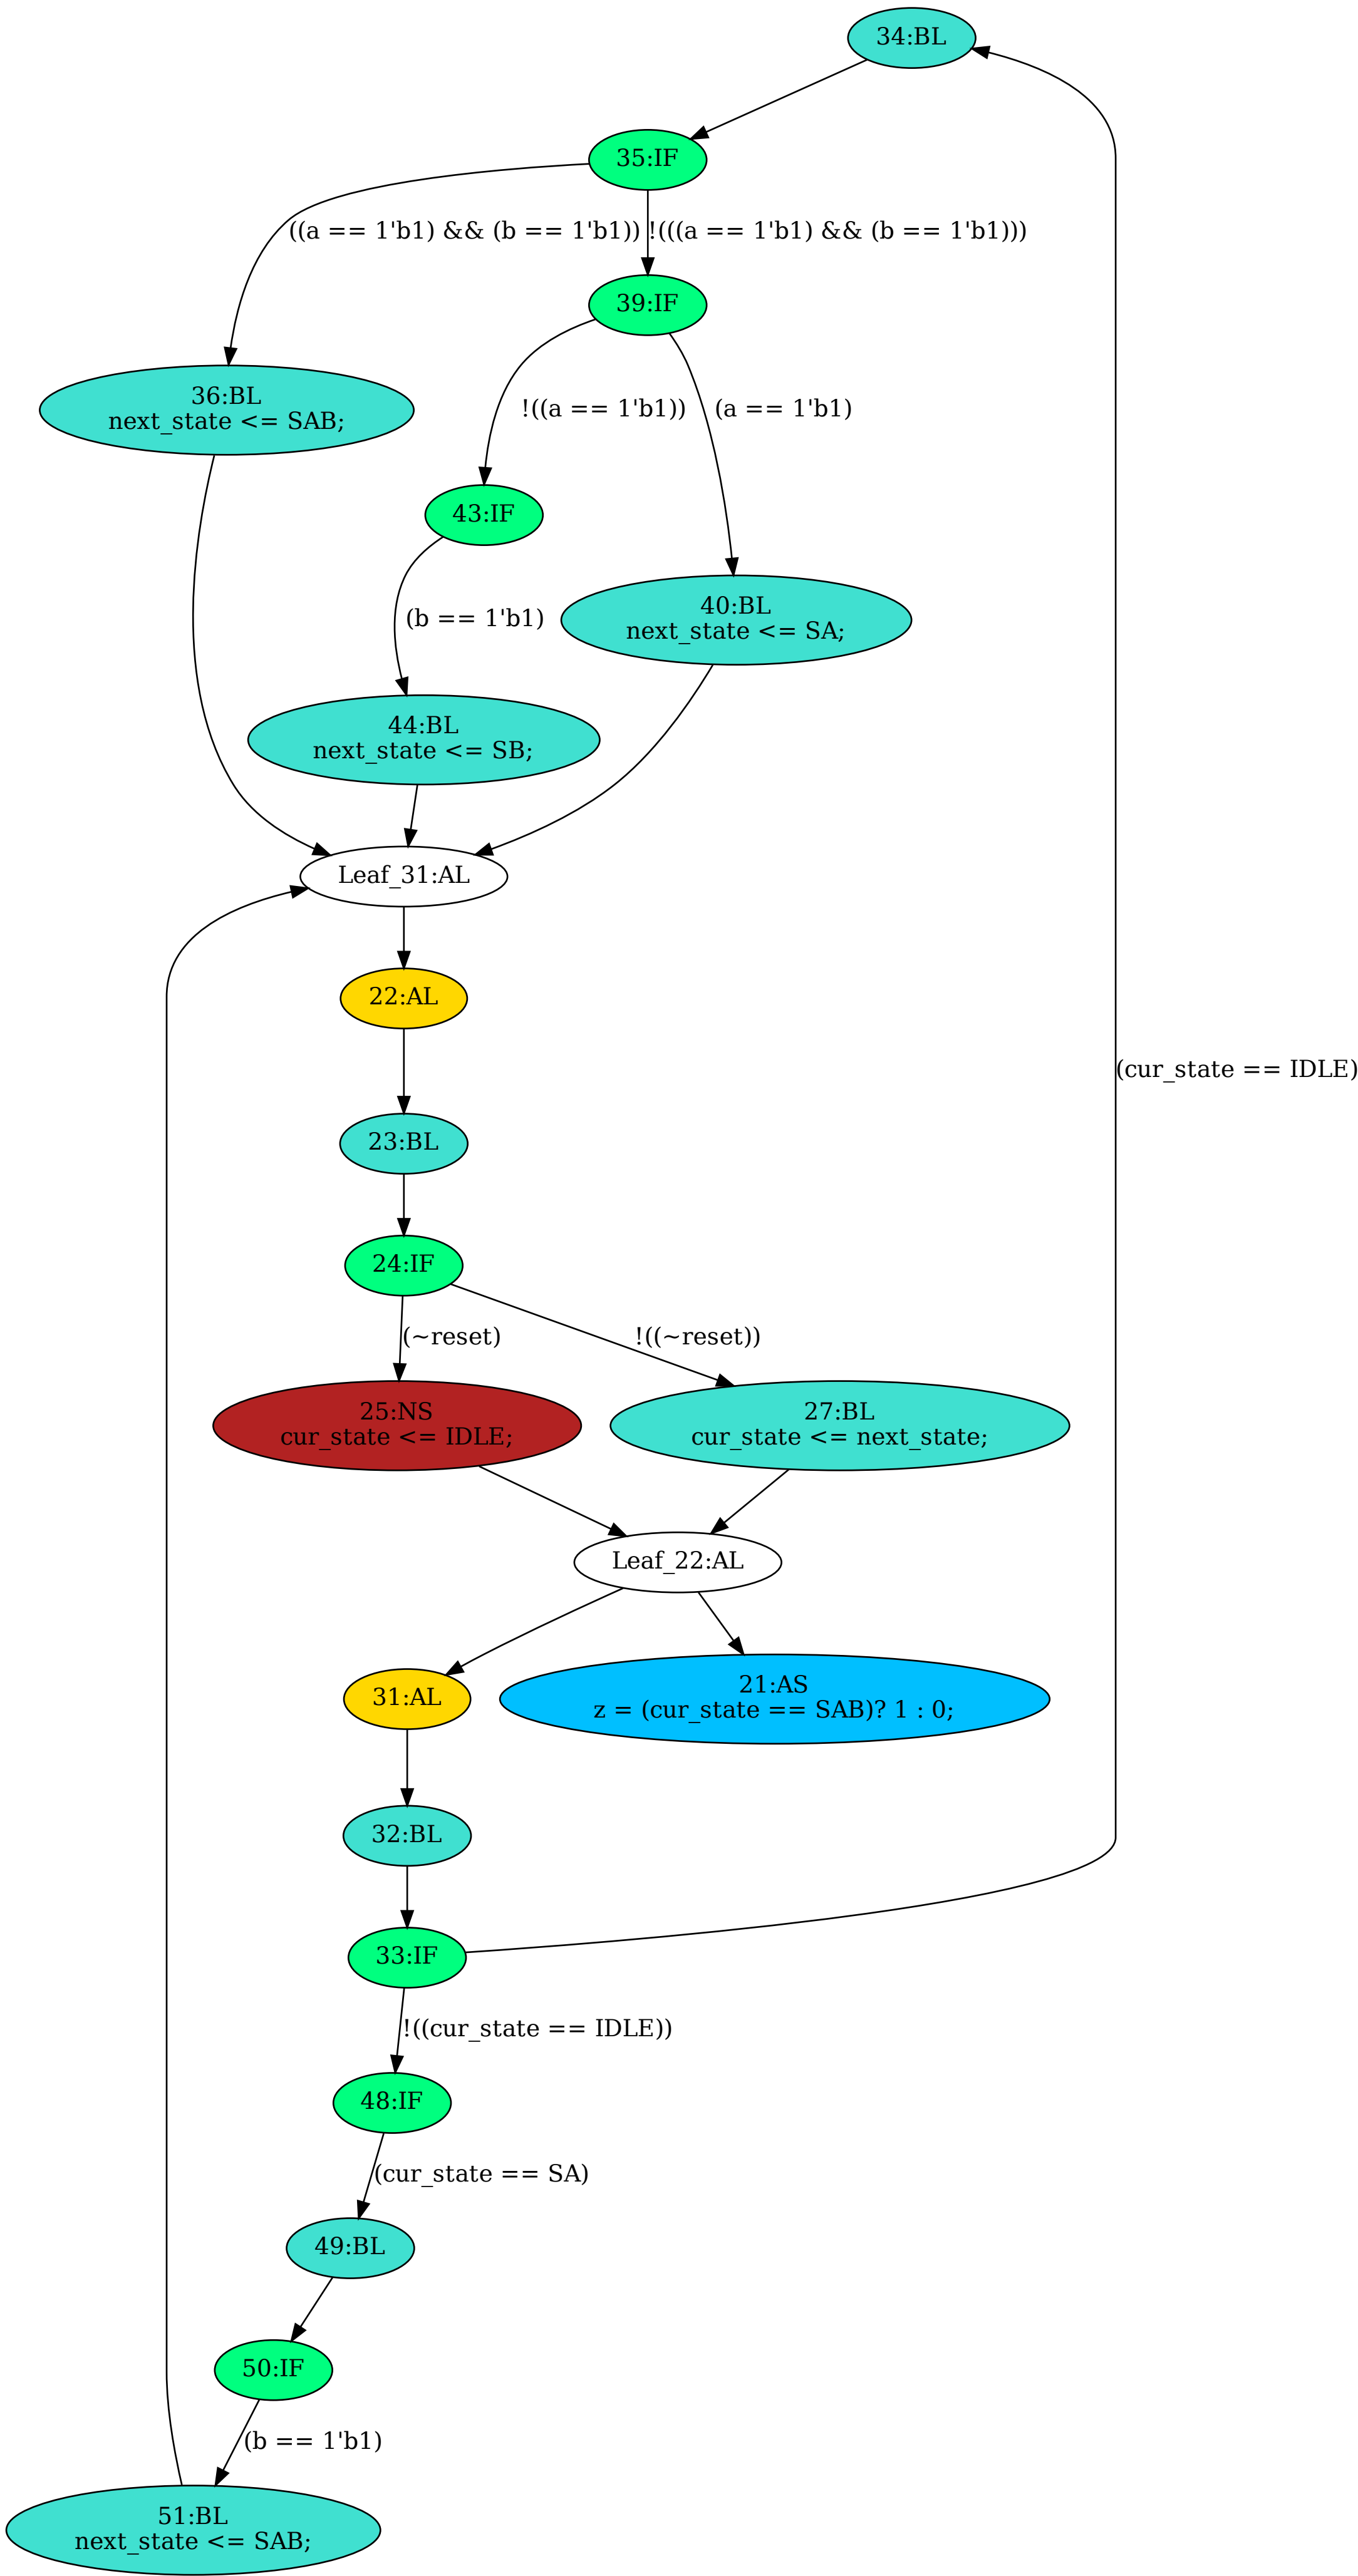 34:BL
35:IF
((a == 1'b1) && (b == 1'b1))
!(((a == 1'b1) && (b == 1'b1)))
39:IF
36:BL
next_state <= SAB;
!((a == 1'b1))
(a == 1'b1)
43:IF
40:BL
next_state <= SA;
(b == 1'b1)
44:BL
next_state <= SB;
Leaf_31:AL
22:AL
(cur_state == IDLE)
23:BL
24:IF
(~reset)
!((~reset))
25:NS
cur_state <= IDLE;
27:BL
cur_state <= next_state;
Leaf_22:AL
31:AL
21:AS
z = (cur_state == SAB)? 1 : 0;
32:BL
33:IF
!((cur_state == IDLE))
48:IF
(cur_state == SA)
49:BL
50:IF
(b == 1'b1)
51:BL
next_state <= SAB;